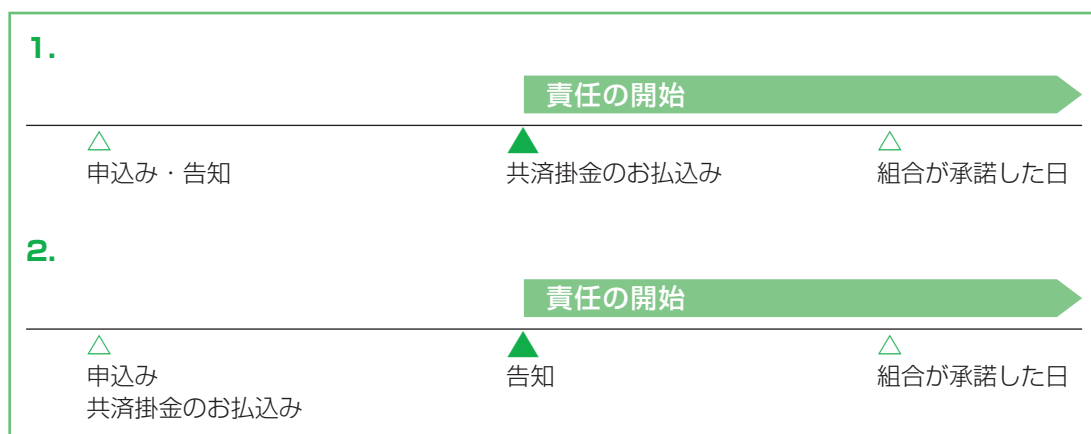 1.
責任の開始
申込み・告知
共済掛金のお払込み
組合が承諾した日
2.
責任の開始
申込み
共済掛金のお払込み
告知
組合が承諾した日